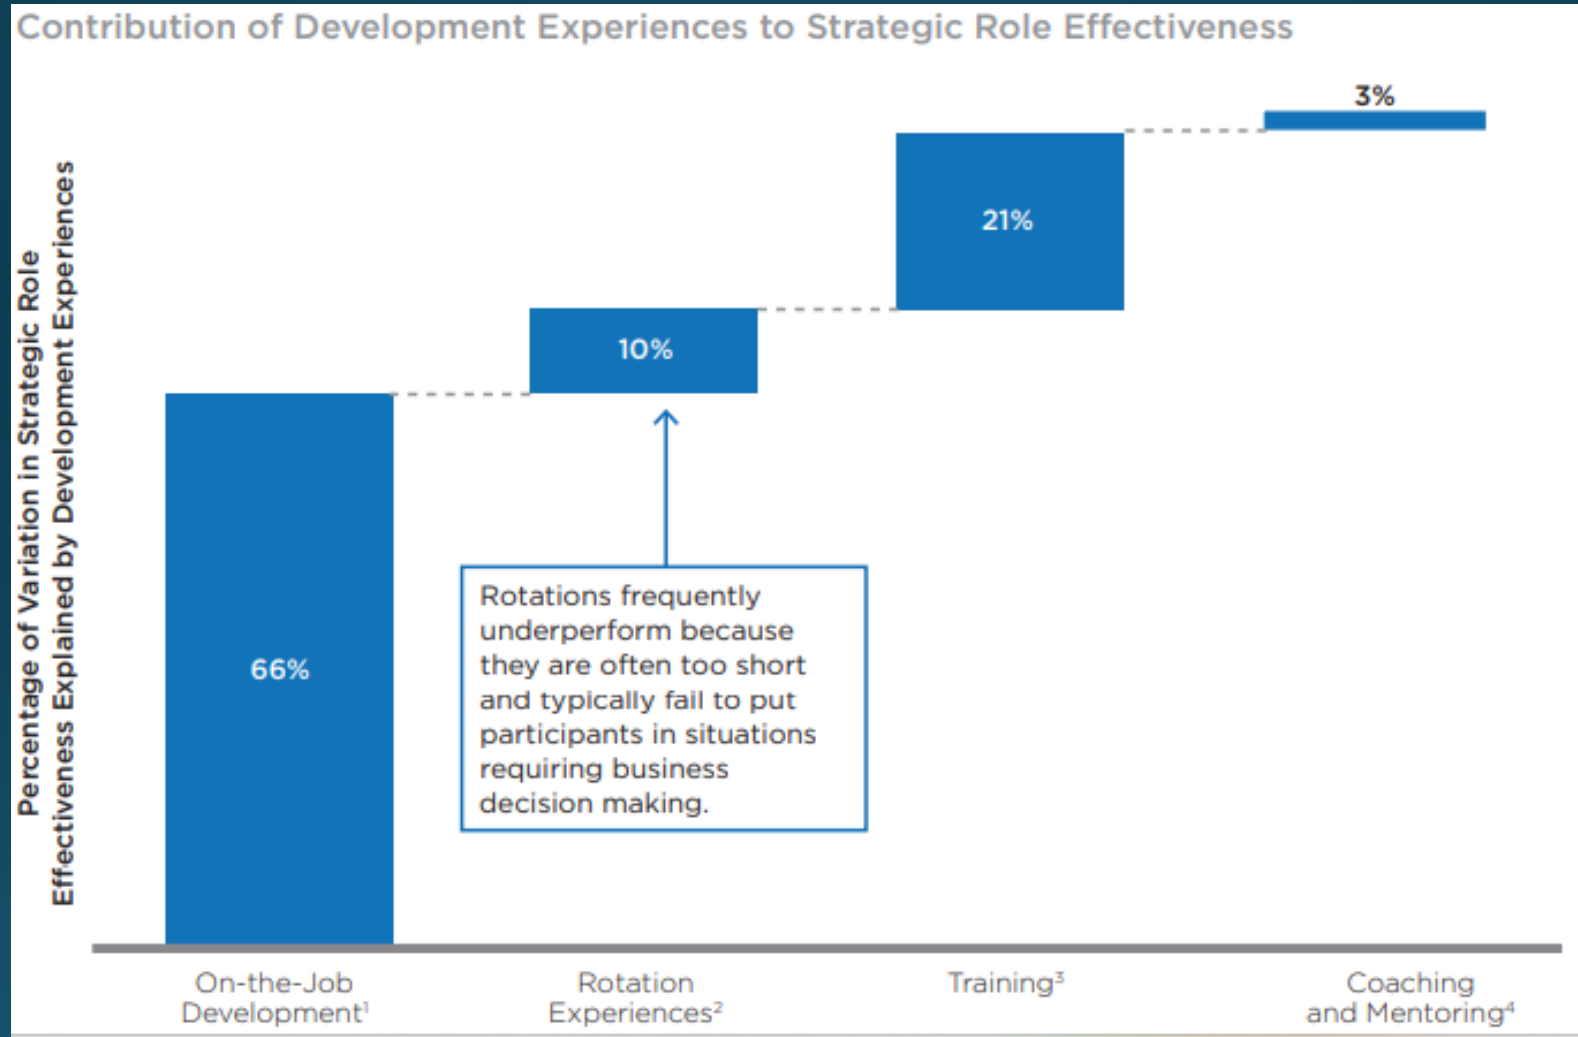 Contribution of Development Experiences to Strategic Role Effectiveness
Percentage of Variation in Strategic Role
Effectiveness Explained by Development Experiences
66%
10%
21%
3%
Rotations frequently
underperform because
they are often too short
and typically fail to put
participants in situations
requiring business
decision making.
On-the-Job
Development¹
Rotation
Experiences²
Training³
Coaching
and Mentoring⁴